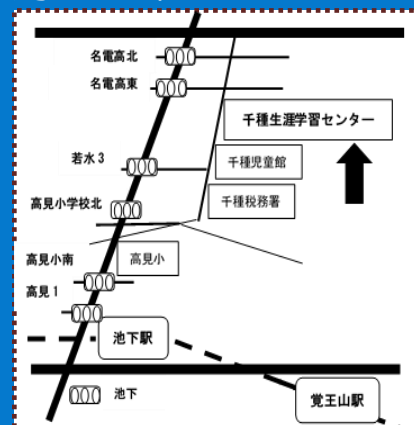 名電高北
名電高東
千種生涯学習センター
若水3
千種児童館
千種税務署
高見小学校北
高見小南
高見小
高見1
池下駅
池下
覚王山駅